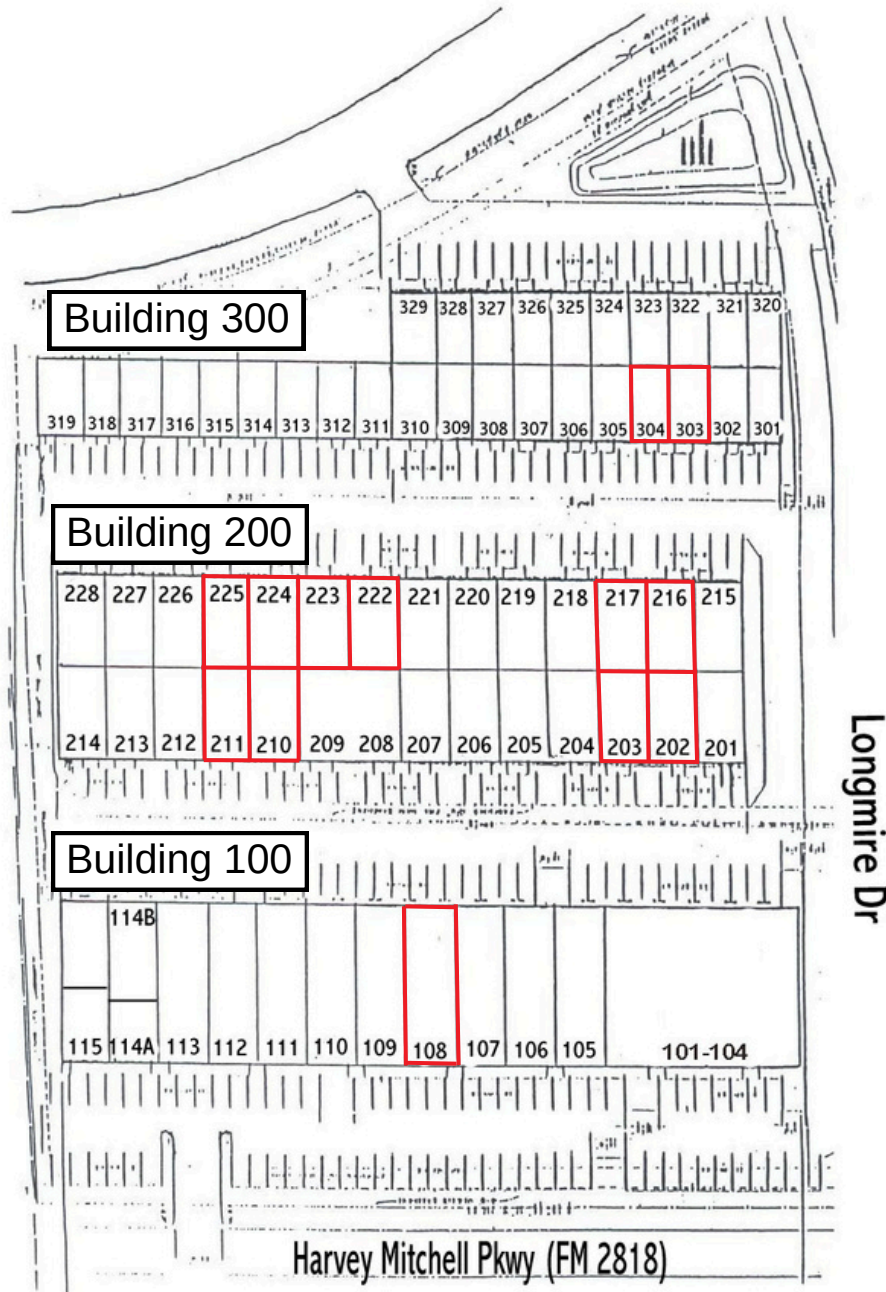 Building 300
329 328 327 326 325 324 323 322 321 320
319 318 317 316 315 314 313 312 311 310 309 308 307 306 305 304 303 302 301
Building 200
228 227 226 225 224 223 222 221 220 219 218 217 216 215
214 213 212 211 210 209 208 207 206 205 204 203 202 201
Longmire Dr
Building 100
114B
115 114A 113 112 111 110 109 108 107 106 105 101-104
Harvey Mitchell Pkwy (FM 2818)